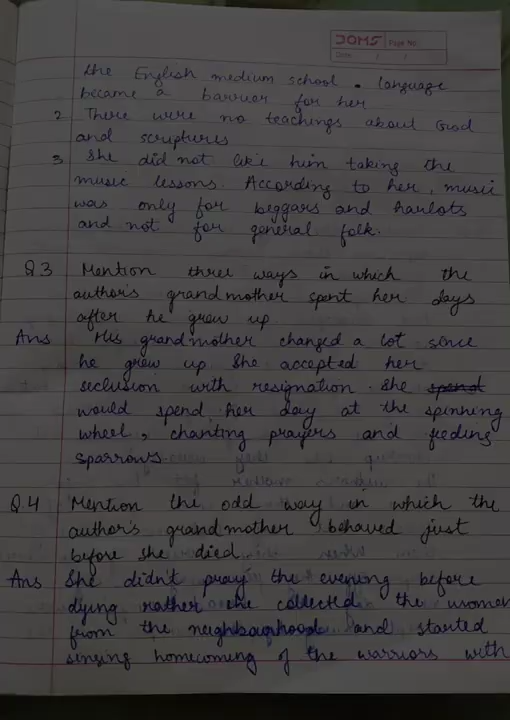 JOMS Page No.
Date / /
the English medium school. language
became a barrier for her
2. There were no teachings about God
and scriptures
3. She did not like him taking the
music lessons. According to her, music
was only for beggars and harlots
and not for general folk.
Q3 Mention three ways in which the
author's grandmother spent her days
after he grew up
Ans His grandmother changed a lot since
he grew up. She accepted her
seclusion with resignation. She spend
would spend her day at the spinning
wheel, chanting prayers and feeding
sparrows
Q.4 Mention the odd way in which the
author's grandmother behaved just
before she died.
Ans She didn't pray the evening before
dying rather she collected the women
from the neighbourhood and started
singing homecoming of the warriors with